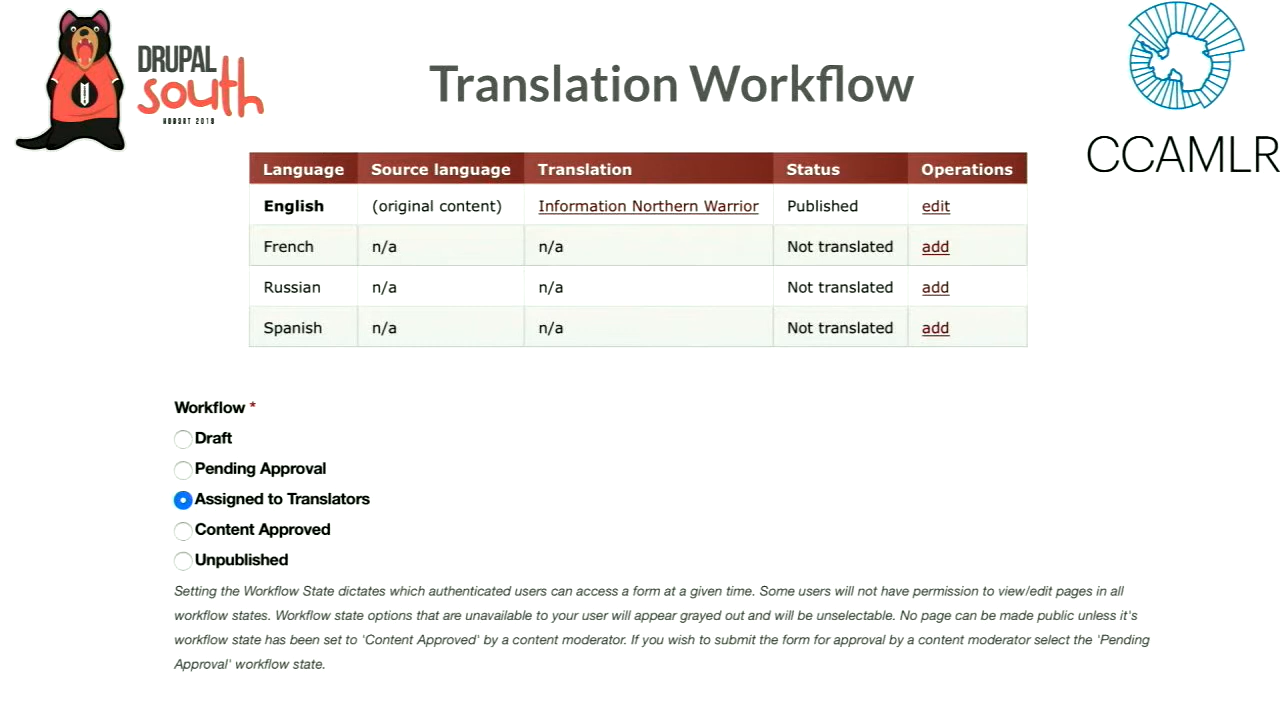 DRUPAL
south
HOBART 2019
Translation Workflow
CCAMLR
Language Source language Translation Status Operations
English (original content) Information Northern Warrior Published edit
French n/a n/a Not translated add
Russian n/a n/a Not translated add
Spanish n/a n/a Not translated add
Workflow *
Draft
Pending Approval
Assigned to Translators
Content Approved
Unpublished
Setting the Workflow State dictates which authenticated users can access a form at a given time. Some users will not have permission to view/edit pages in all
workflow states. Workflow state options that are unavailable to your user will appear grayed out and will be unselectable. No page can be made public unless it's
workflow state has been set to 'Content Approved' by a content moderator. If you wish to submit the form for approval by a content moderator select the 'Pending
Approval' workflow state.